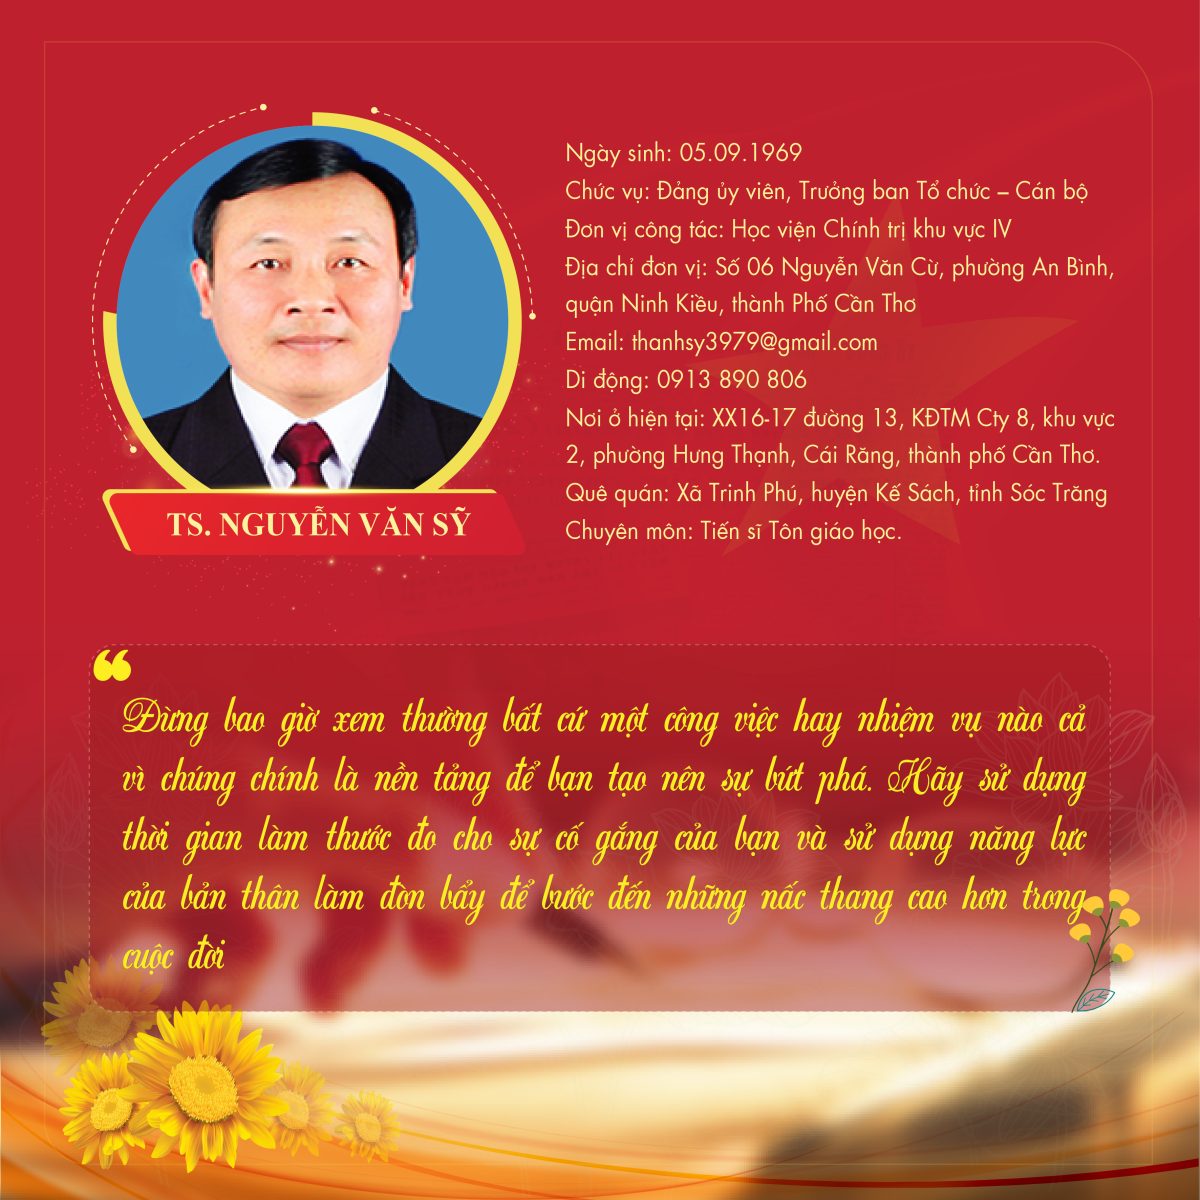 Ngày sinh: 05.09.1969
Chức vụ: Đảng ủy viên, Trưởng ban Tổ chức – Cán bộ
Đơn vị công tác: Học viện Chính trị khu vực IV
Địa chỉ đơn vị: Số 06 Nguyễn Văn Cừ, phường An Bình,
quận Ninh Kiều, thành Phố Cần Thơ
Email: thanhsy3979@gmail.com
Di động: 0913 890 806
Nơi ở hiện tại: XX16-17 đường 13, KĐTM Cty 8, khu vực
2, phường Hưng Thạnh, Cái Răng, thành phố Cần Thơ.
Quê quán: Xã Trinh Phú, huyện Kế Sách, tỉnh Sóc Trăng
Chuyên môn: Tiến sĩ Tôn giáo học.
TS. NGUYỄN VĂN SỸ
“
Đừng bao giờ xem thường bất cứ một công việc hay nhiệm vụ nào cả
vì chúng chính là nền tảng để bạn tạo nên sự bứt phá. Hãy sử dụng
thời gian làm thước đo cho sự cố gắng của bạn và sử dụng năng lực
của bản thân làm đòn bẩy để bước đến những nấc thang cao hơn trong
cuộc đời